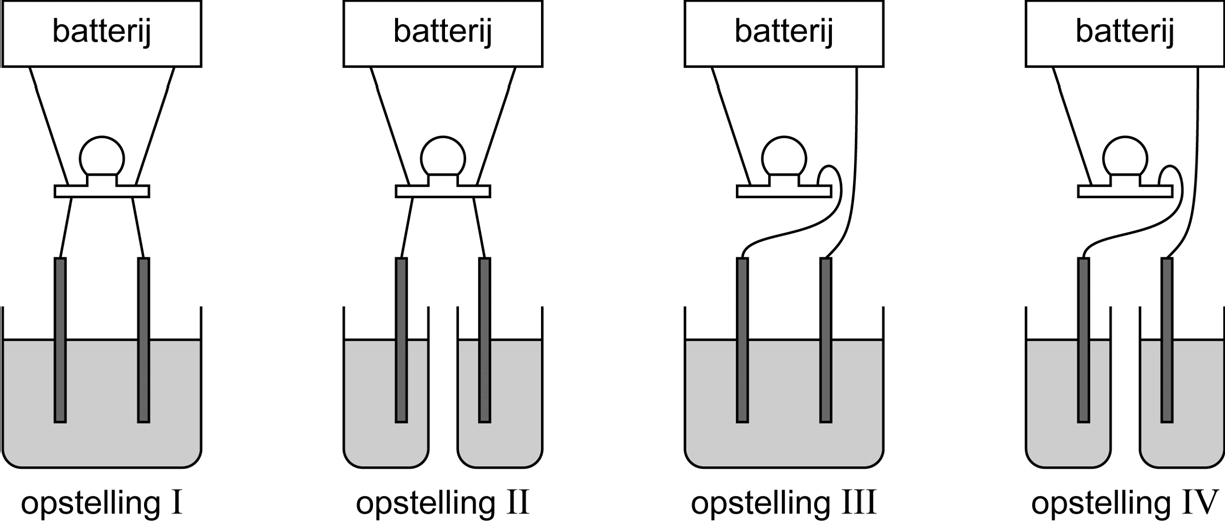 batterij
batterij
batterij
batterij
opstelling I
opstelling II
opstelling III
opstelling IV